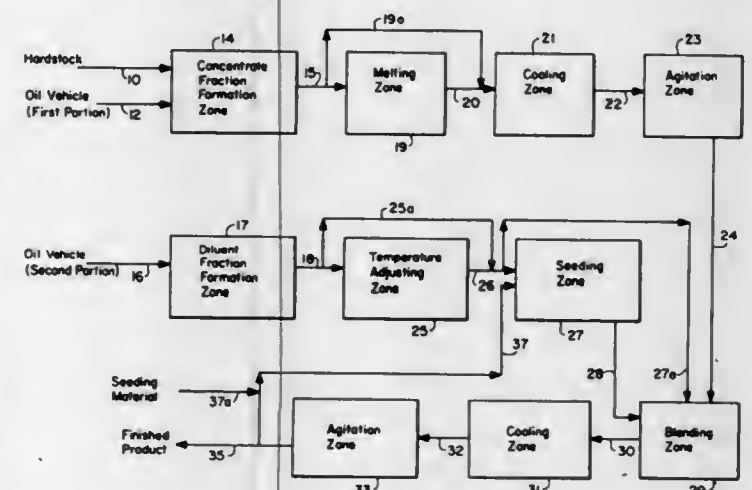 14
Hardstock
10
Oil Vehicle
(First Portion)
12
Concentrate
Fraction
Formation
Zone
15
19a
Melting
Zone
19
20
21
Cooling
Zone
22
23
Agitation
Zone
24
17
Oil Vehicle
(Second Portion)
16
Diluent
Fraction
Formation
Zone
18
25a
Temperature
Adjusting
Zone
25
26
Seeding
Zone
27
37
28
27a
Seeding
Material
37a
Finished
Product
35
Agitation
Zone
33
32
Cooling
Zone
31
30
Blending
Zone
29